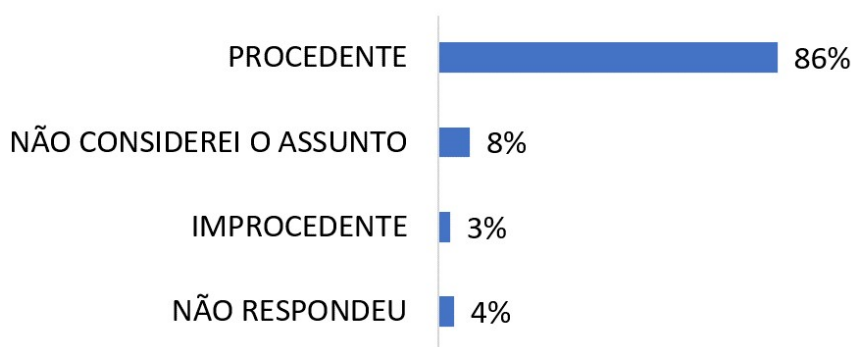 PROCEDENTE 86%
NÃO CONSIDEREI O ASSUNTO 8%
IMPROCEDENTE 3%
NÃO RESPONDEU 4%